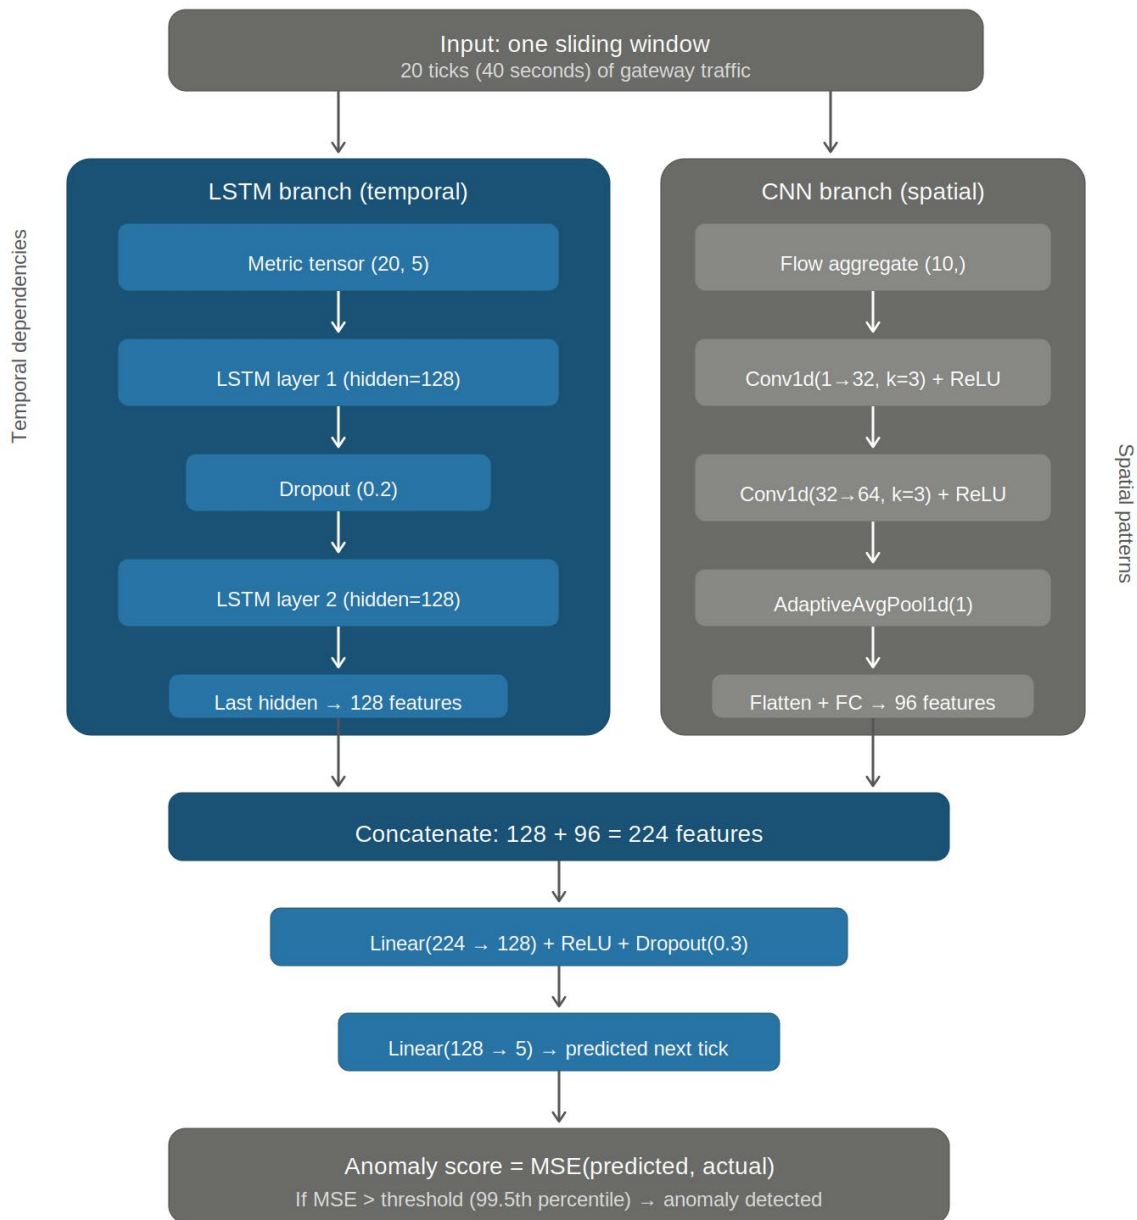 Input: one sliding window
20 ticks (40 seconds) of gateway traffic
Temporal dependencies
LSTM branch (temporal)
Metric tensor (20, 5)
LSTM layer 1 (hidden=128)
Dropout (0.2)
LSTM layer 2 (hidden=128)
Last hidden → 128 features
CNN branch (spatial)
Flow aggregate (10,)
Conv1d(1→32, k=3) + ReLU
Conv1d(32→64, k=3) + ReLU
AdaptiveAvgPool1d(1)
Flatten + FC → 96 features
Spatial patterns
Concatenate: 128 + 96 = 224 features
Linear(224 → 128) + ReLU + Dropout(0.3)
Linear(128 → 5) → predicted next tick
Anomaly score = MSE(predicted, actual)
If MSE > threshold (99.5th percentile) → anomaly detected